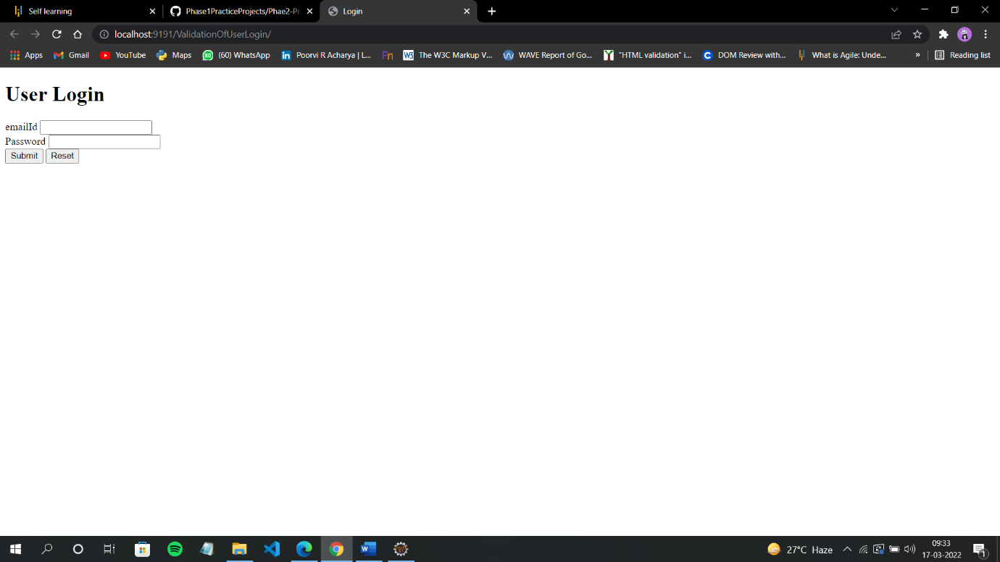 Self learning
Phase1PracticeProjects/Phae2-Pr
Login
localhost:9191/ValidationOfUserLogin/
Apps
Gmail
YouTube
Maps
(60) WhatsApp
Poorvi R Acharya | L...
Fn
The W3C Markup V...
WAVE Report of Go...
"HTML validation" i...
DOM Review with...
What is Agile: Unde...
»
Reading list
User Login
emailId
Password
Submit Reset
27°C Haze
09:33
17-03-2022
1